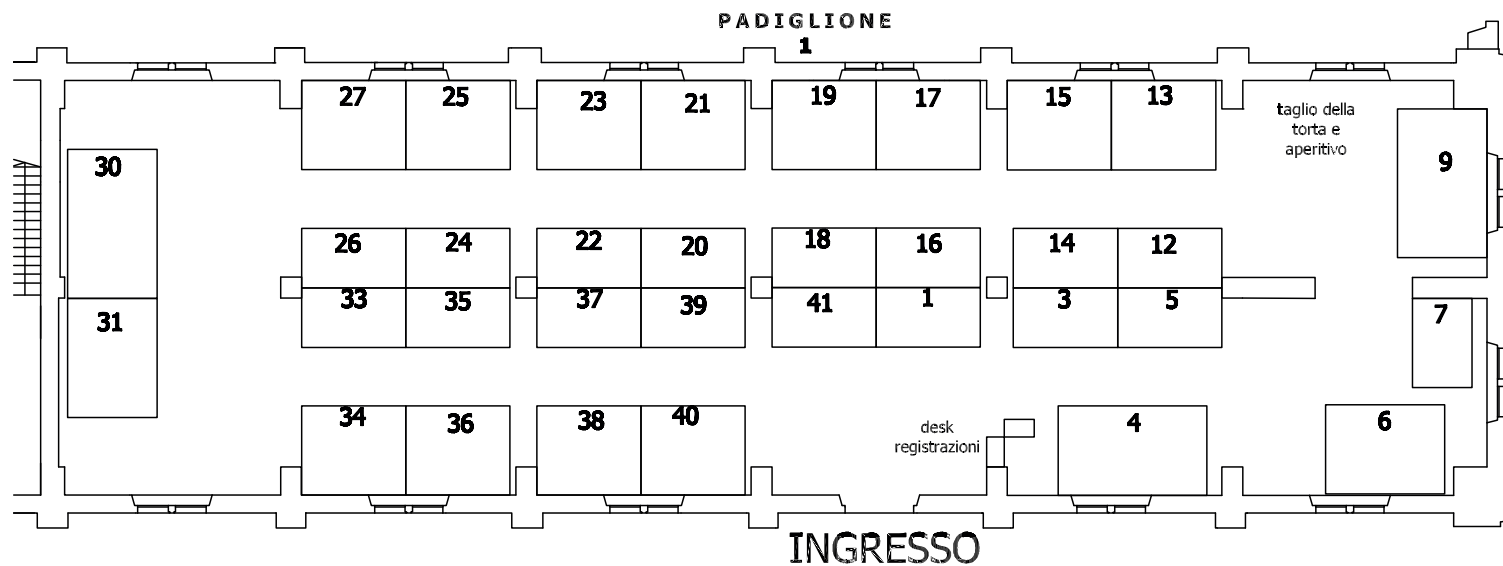 PADIGLIONE
1
27 25 23 21 19 17 15 13
taglio della
torta e
aperitivo
9
30
26 24 22 20 18 16 14 12
33 35 37 39 41 1 3 5
7
31
34 36 38 40
desk
registrazioni
4
6
INGRESSO